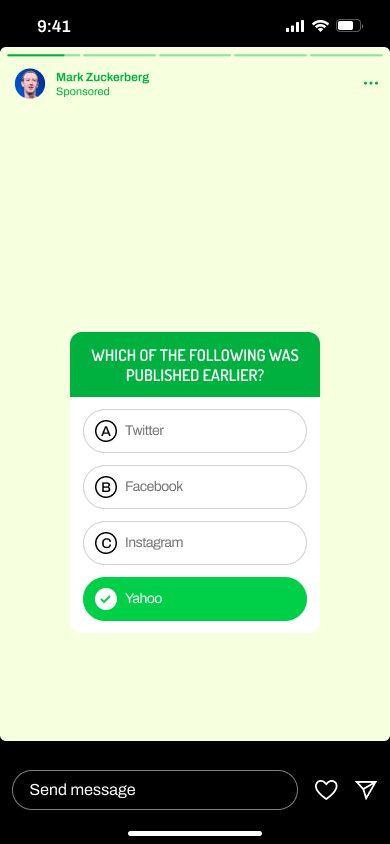 9:41
Mark Zuckerberg
Sponsored
WHICH OF THE FOLLOWING WAS
PUBLISHED EARLIER?
A Twitter
B Facebook
C Instagram
Yahoo
Send message